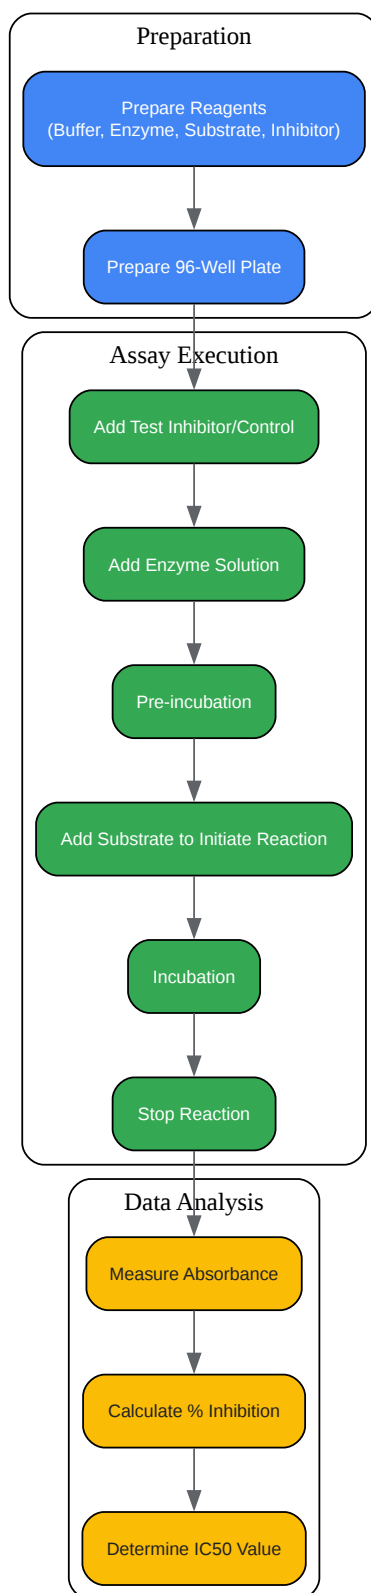 Preparation
Prepare Reagents
(Buffer, Enzyme, Substrate, Inhibitor)
Prepare 96-Well Plate
Assay Execution
Add Test Inhibitor/Control
Add Enzyme Solution
Pre-incubation
Add Substrate to Initiate Reaction
Incubation
Stop Reaction
Data Analysis
Measure Absorbance
Calculate % Inhibition
Determine IC50 Value